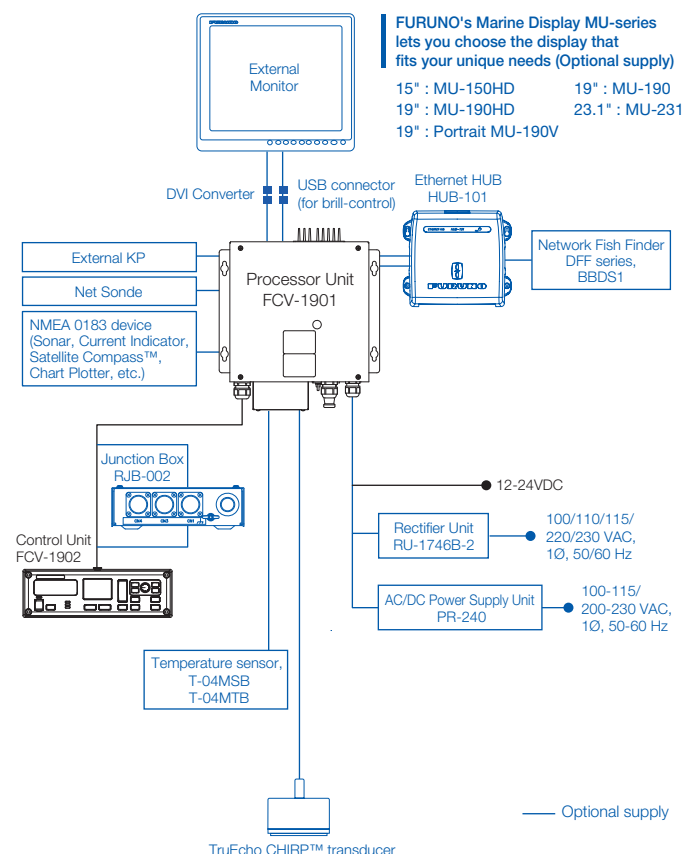 FURUNO's Marine Display MU-series
lets you choose the display that
fits your unique needs (Optional supply)
15" : MU-150HD
19" : MU-190
19" : MU-190HD
23.1" : MU-231
19" : Portrait MU-190V
External
Monitor
DVI Converter
USB connector
(for brill-control)
Ethernet HUB
HUB-101
FURUNO
External KP
Net Sonde
NMEA 0183 device
(Sonar, Current Indicator,
Satellite Compass™,
Chart Plotter, etc.)
Processor Unit
FCV-1901
Network Fish Finder
DFF series,
BBDS1
Junction Box
RJB-002
Control Unit
FCV-1902
12-24VDC
Rectifier Unit
RU-1746B-2
100/110/115/
220/230 VAC,
1Ø, 50/60 Hz
AC/DC Power Supply Unit
PR-240
100-115/
200-230 VAC,
1Ø, 50-60 Hz
Temperature sensor,
T-04MSB
T-04MTB
Optional supply
TruEcho CHIRP™ transducer